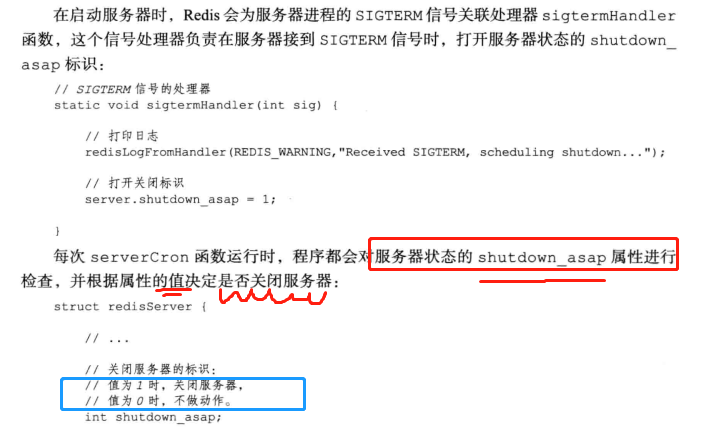 在启动服务器时，Redis 会为服务器进程的 SIGTERM 信号关联处理器 sigtermHandler
函数，这个信号处理器负责在服务器接到 SIGTERM 信号时，打开服务器状态的 shutdown_
asap 标识：
// SIGTERM 信号的处理器
static void sigtermHandler(int sig) {
// 打印日志
redisLogFromHandler(REDIS_WARNING,"Received SIGTERM, scheduling shutdown...");
// 打开关闭标识
server.shutdown_asap = 1;
}
每次 serverCron 函数运行时，程序都会对服务器状态的 shutdown_asap 属性进行
检查，并根据属性的值决定是否关闭服务器：
struct redisServer {
// ...
// 关闭服务器的标识：
// 值为 1 时，关闭服务器，
// 值为 0 时，不做动作。
int shutdown_asap;